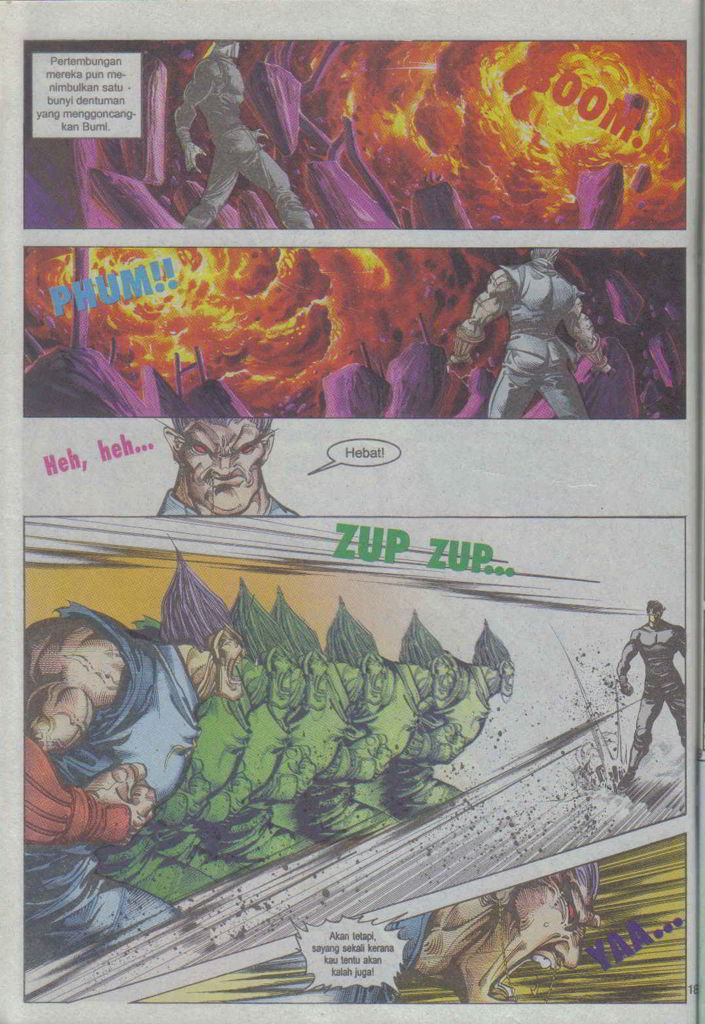 Pertembungan
mereka pun me-
nimbulkan satu
bunyi dentuman
yang menggoncang-
kan Bumi.
BOOM!
PHUM!!
Heh, heh...
Hebat!
ZUP ZUP...
Akan tetapi,
sayang sekali kerana
kau tentu akan
kalah juga!
YAA...
18